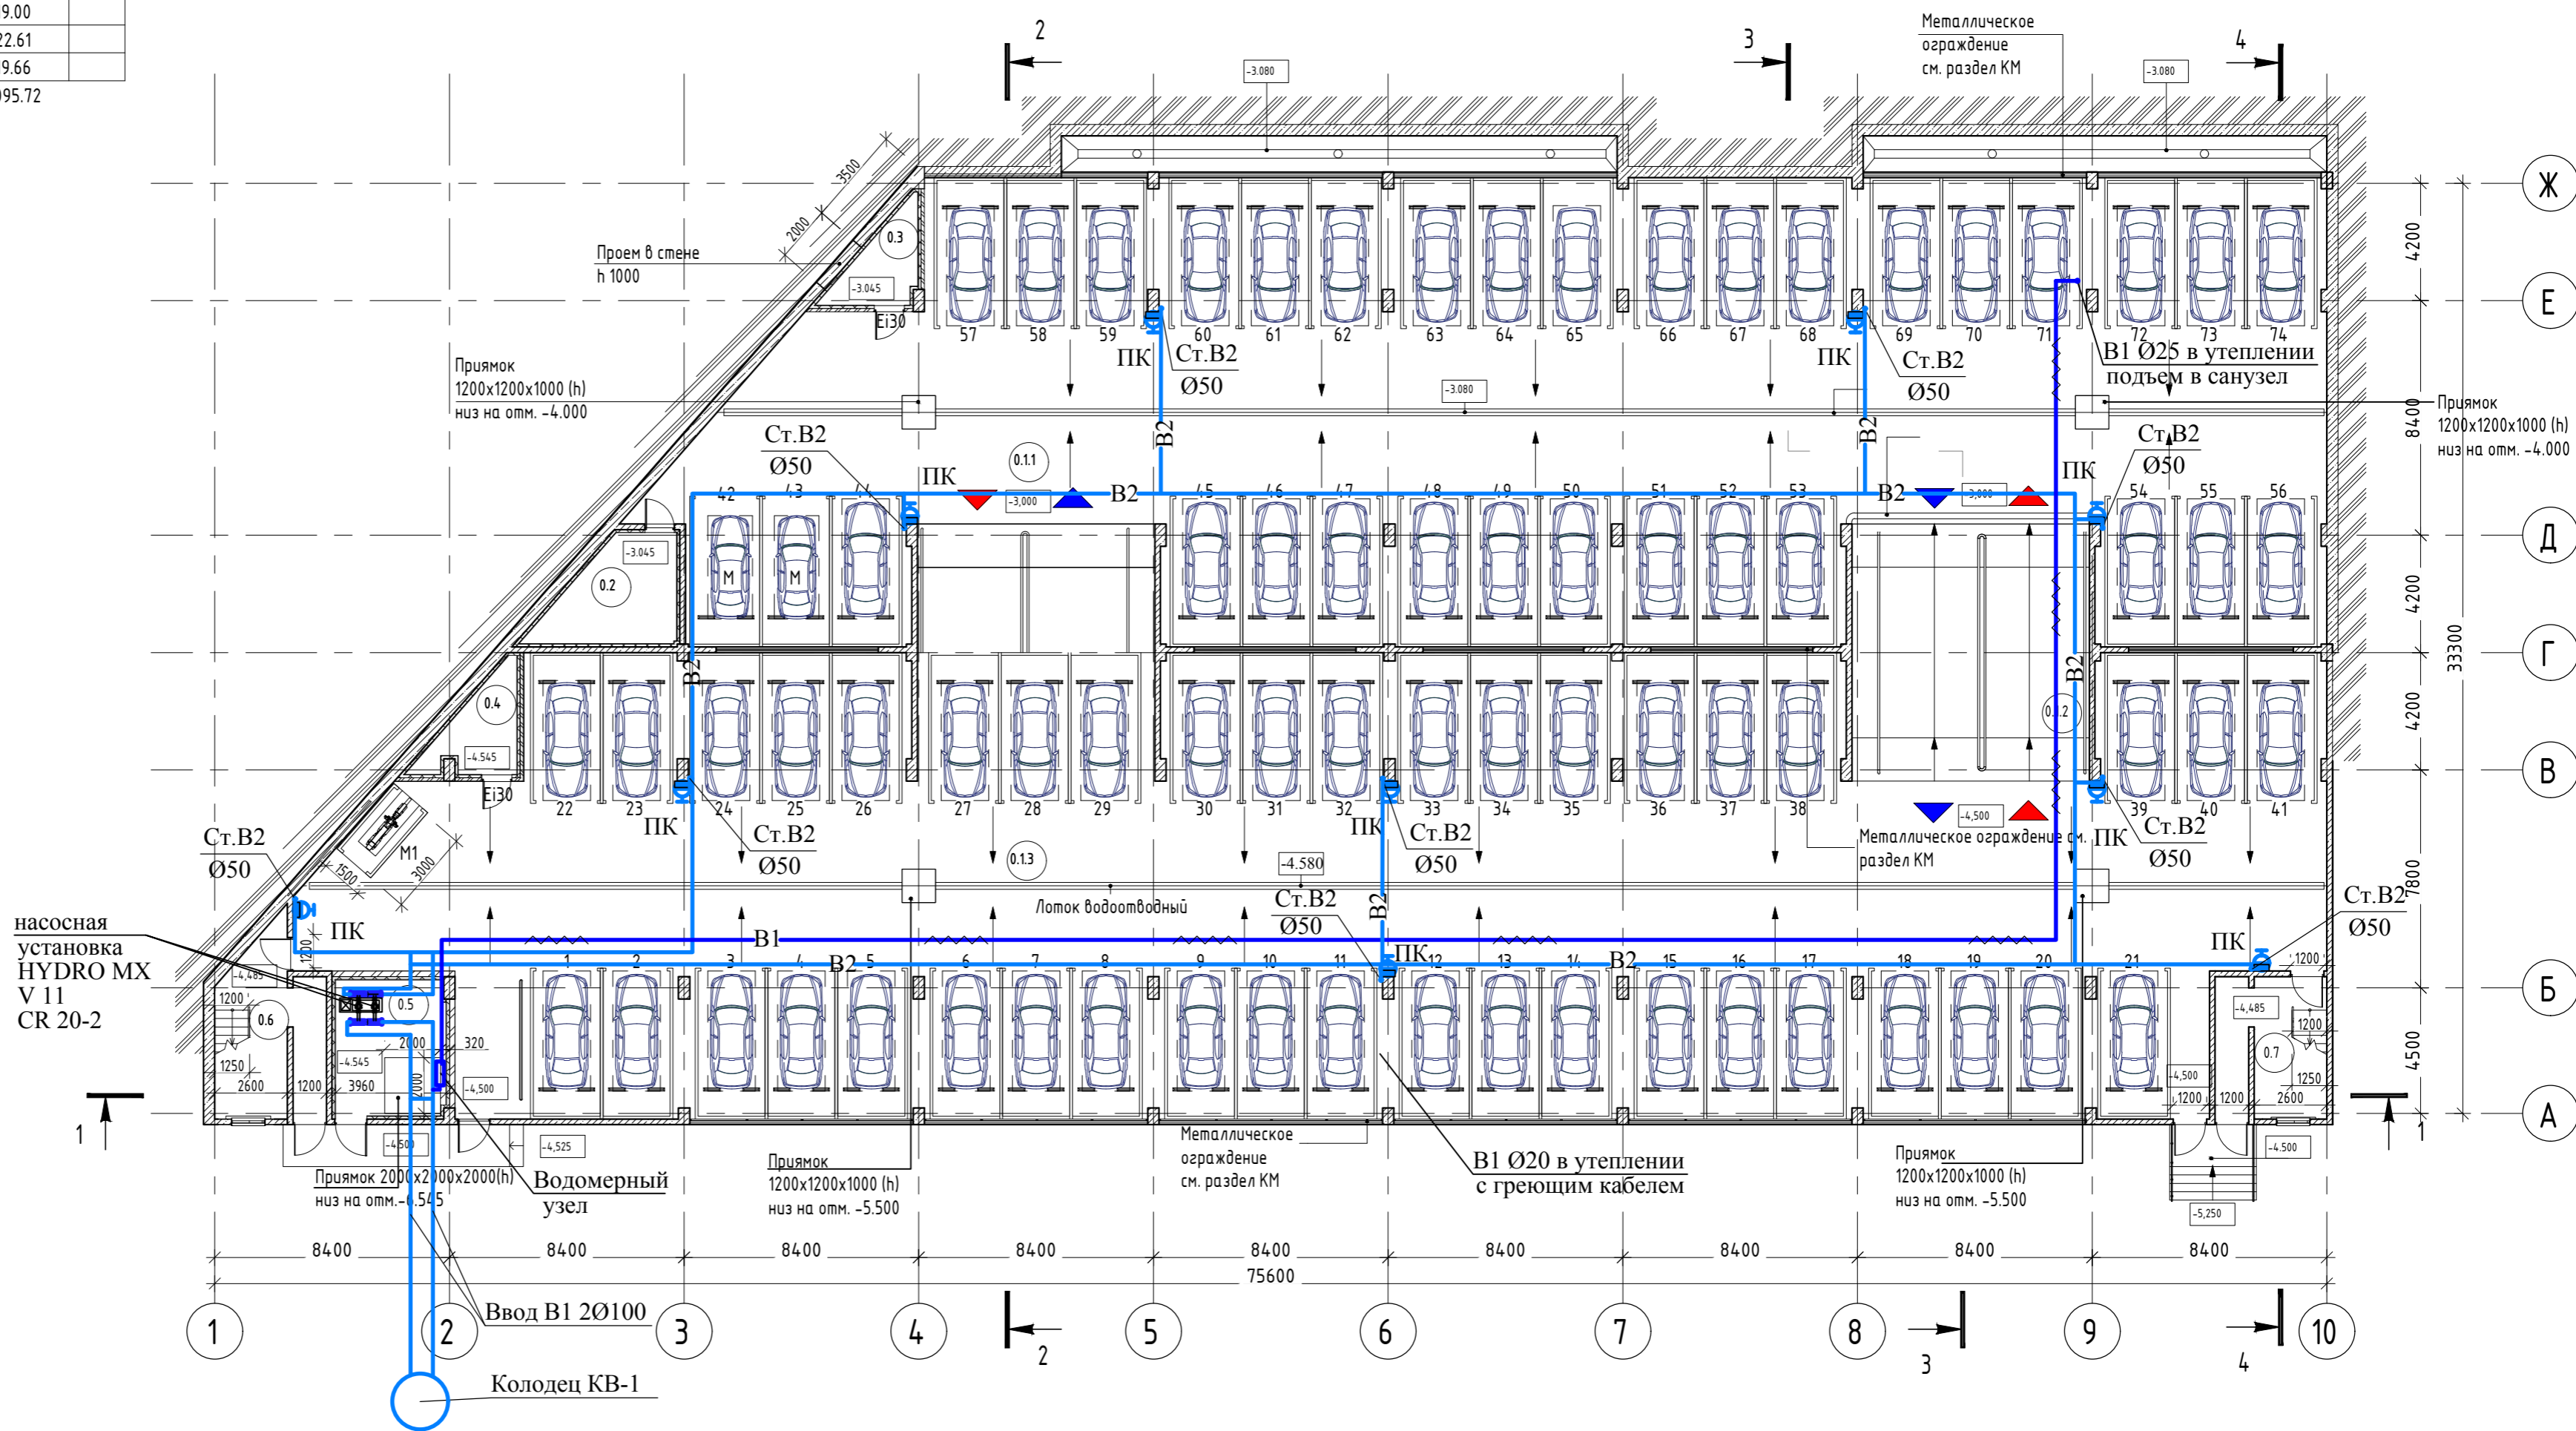 9.00
22.61
9.66
095.72
2
3
4
Металлическое
ограждение
см. раздел КМ
-3.080
-3.080
Ж
3500
2000
0.3
Проем в стене
h 1000
-3.045
Ei30
4200
Е
57
58
59
60
61
62
63
64
65
66
67
68
69
70
71
72
73
74
ПК
Ст.В2
Ø50
ПК
Ст.В2
Ø50
В1 Ø25 в утеплении
подъем в санузел
Приямок
1200х1200х1000 (h)
низ на отм. -4.000
-3.080
8400
Приямок
1200х1200х1000 (h)
низ на отм. -4.000
Ст.В2
Ø50
0.1.1
В2
В2
Ст.В2
Ø50
ПК
ПК
-3,000
В2
В2
-3,000
42
43
44
45
46
47
48
49
50
51
52
53
54
55
56
Д
-3.045
0.2
М
М
4200
33300
Г
В2
В2
0.4
0.1.2
4200
-4.545
В
Ei30
22
23
24
25
26
27
28
29
30
31
32
33
34
35
36
37
38
39
40
41
М1
1500
3000
ПК
Ст.В2
Ø50
ПК
Ст.В2
Ø50
-4,500
Металлическое ограждение см.
раздел КМ
ПК
Ст.В2
Ø50
Ст.В2
Ø50
0.1.3
-4.580
7800
Лоток водоотводный
Ст.В2
Ø50
В2
Ст.В2
Ø50
насосная
установка
HYDRO MX
V 11
CR 20-2
ПК
1200
В1
ПК
ПК
В2
В2
1
2
3
4
5
6
7
8
9
10
11
12
13
14
15
16
17
18
19
20
21
-4,485
1200
0.6
0.5
1200
-4,485
1200
Б
2000
320
-4.545
-4,500
1250
2600
1200
3960
2000
0.7
-4,500
1250
1200
1200
2600
4500
1
1
А
-4.500
-4,525
-4.500
Приямок 2000х2000х2000(h)
низ на отм.-6.545
Водомерный
узел
Приямок
1200х1200х1000 (h)
низ на отм. -5.500
Металлическое
ограждение
см. раздел КМ
В1 Ø20 в утеплении
с греющим кабелем
Приямок
1200х1200х1000 (h)
низ на отм. -5.500
-5,250
8400
8400
8400
8400
8400
8400
8400
8400
8400
75600
Ввод В1 2Ø100
1
2
3
4
5
6
7
8
9
10
2
3
4
Колодец КВ-1